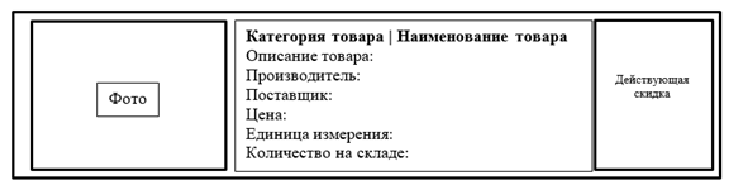 Фото
Категория товара | Наименование товара
Описание товара:
Производитель:
Поставщик:
Цена:
Единица измерения:
Количество на складе:
Действующая
скидка